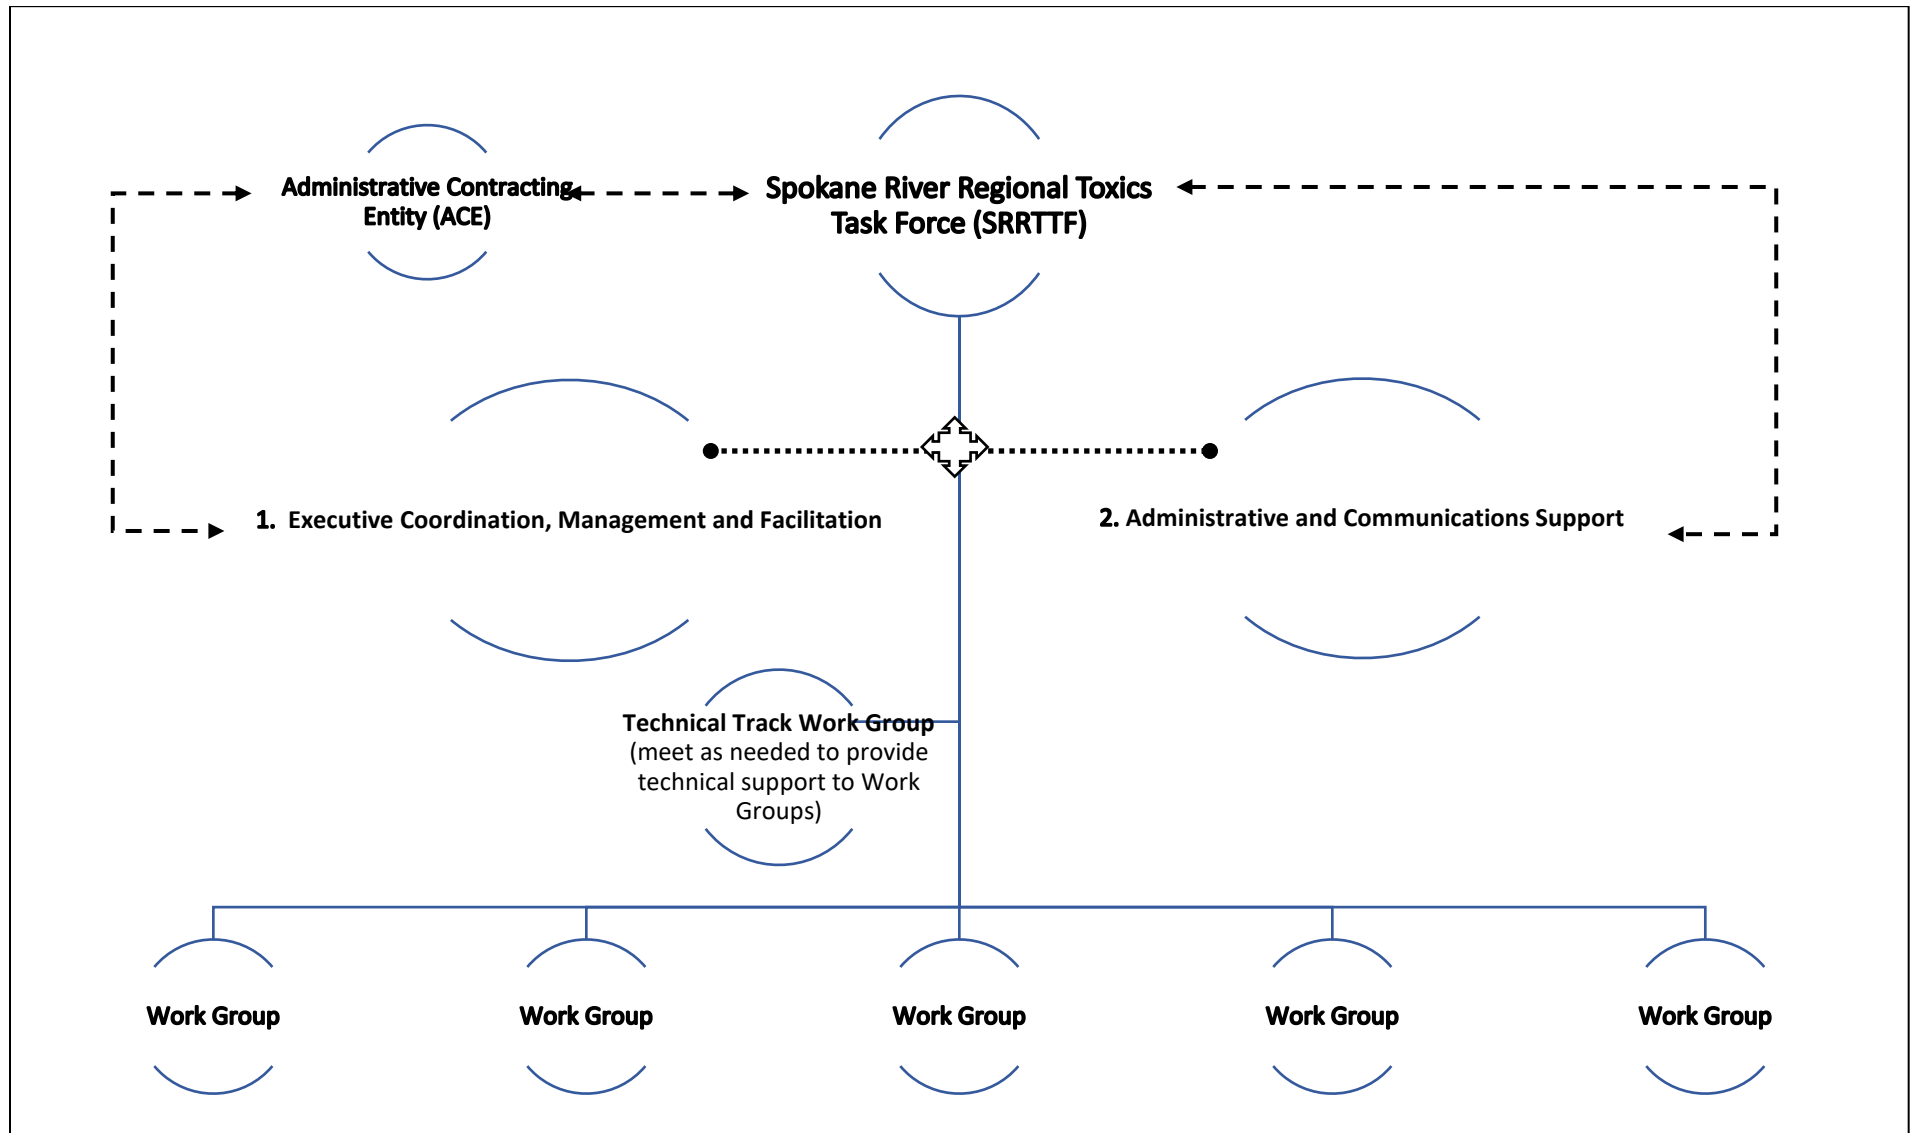 Administrative Contracting
Entity (ACE)
Spokane River Regional Toxics
Task Force (SRRTTF)
1. Executive Coordination, Management and Facilitation
2. Administrative and Communications Support
Technical Track Work Group
(meet as needed to provide
technical support to Work
Groups)
Work Group
Work Group
Work Group
Work Group
Work Group